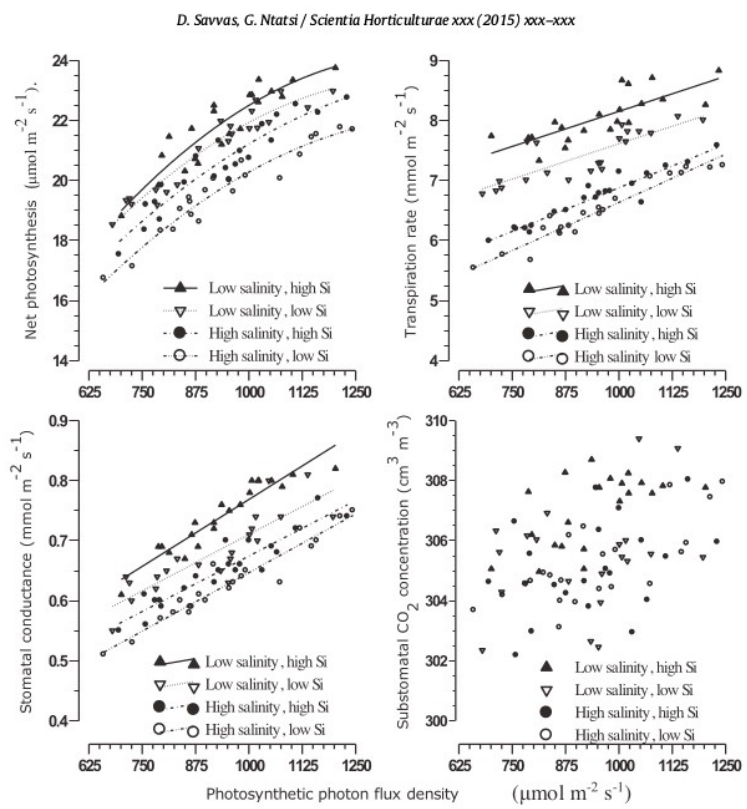 D. Savvas, G. Ntatsi / Scientia Horticulturae xxx (2015) xxx–xxx
Net photosynthesis (μmol m-2 s-1).
24
22
20
18
16
14
Low salinity, high Si
Low salinity, low Si
High salinity, high Si
High salinity, low Si
625 750 875 1000 1125 1250
Transpiration rate (mmol m-2 s-1)
9
8
7
6
5
4
Low salinity, high Si
Low salinity, low Si
High salinity, high Si
High salinity low Si
625 750 875 1000 1125 1250
Stomatal conductance (mmol m-2 s-1)
0.9
0.8
0.7
0.6
0.5
0.4
Low salinity, high Si
Low salinity, low Si
High salinity, high Si
High salinity, low Si
625 750 875 1000 1125 1250
Substomatal CO2 concentration (cm3 m-3)
310
308
306
304
302
300
Low salinity, high Si
Low salinity, low Si
High salinity, high Si
High salinity, low Si
625 750 875 1000 1125 1250
Photosynthetic photon flux density (μmol m-2 s-1)